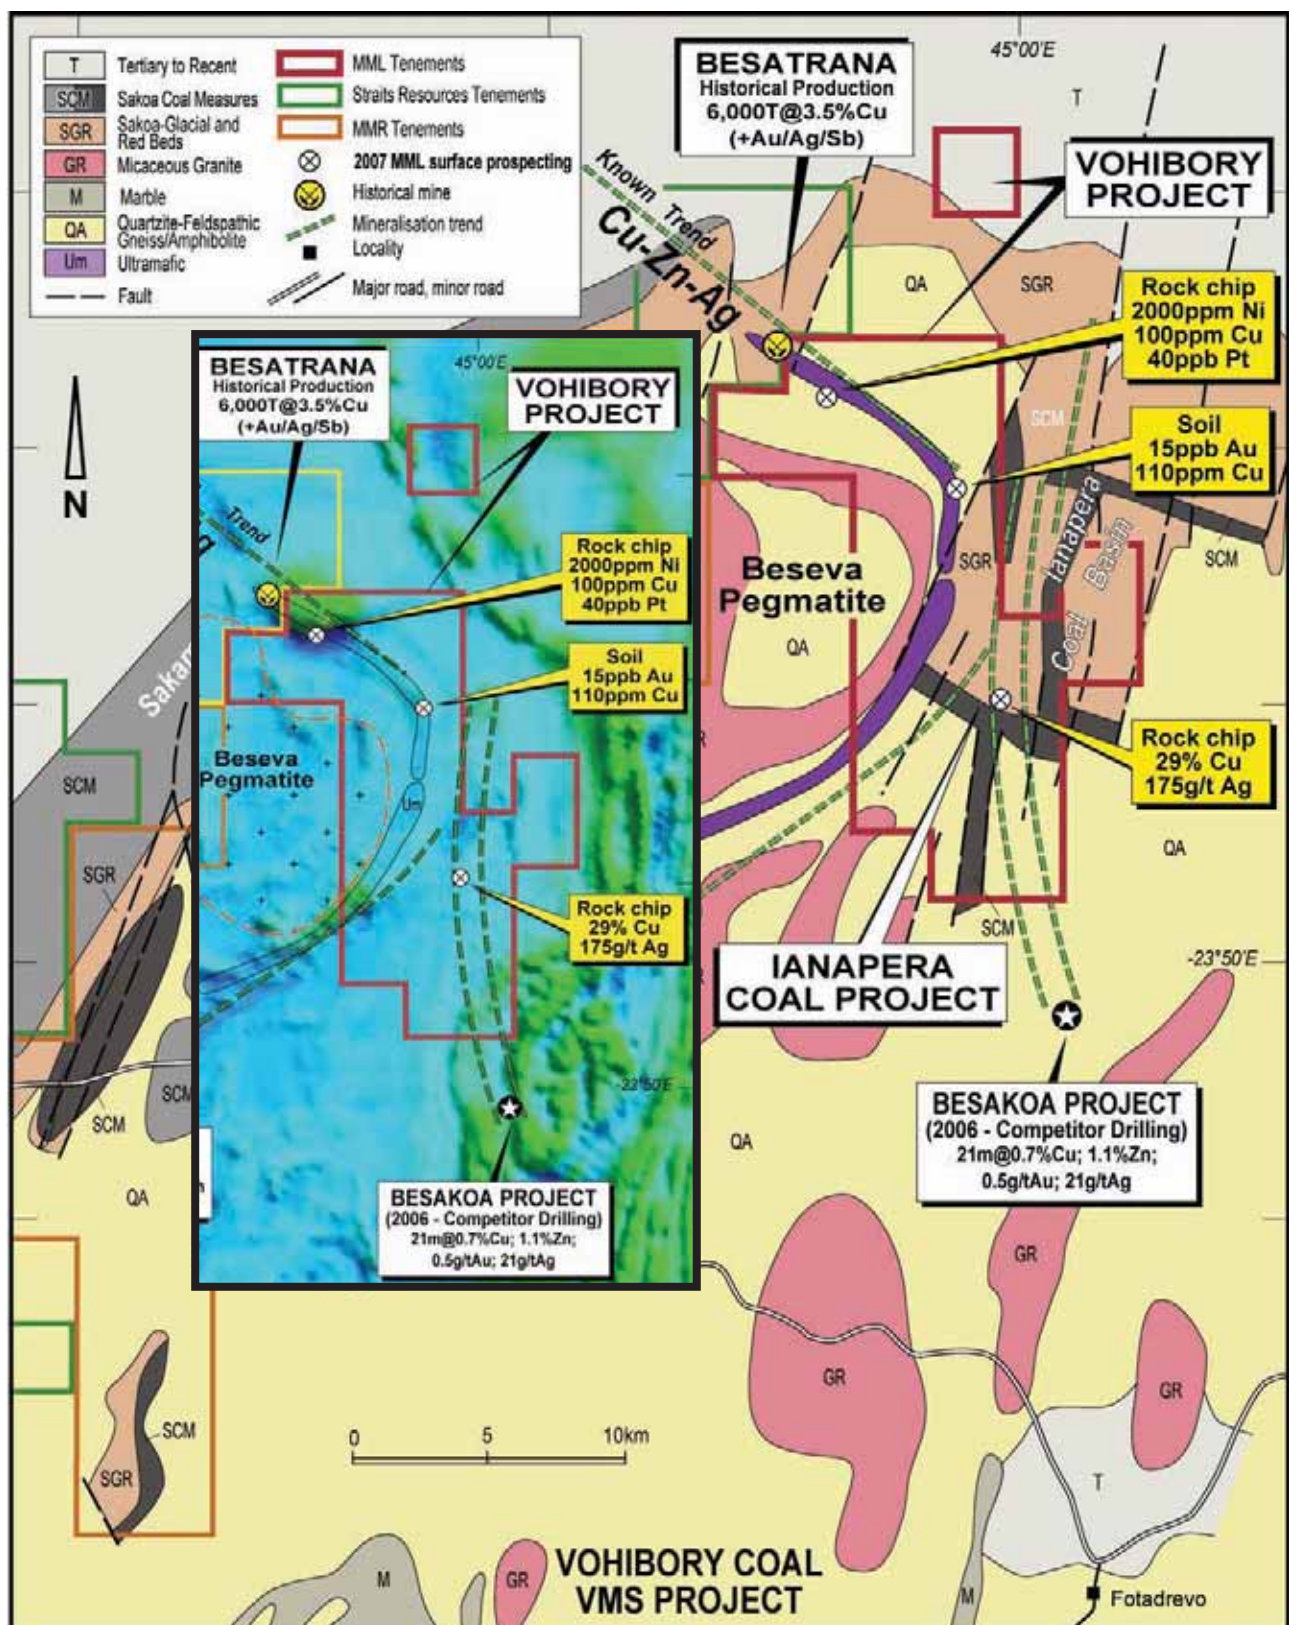 T
Tertiary to Recent
SCM
Sakoa Coal Measures
SGR
Sakoa-Glacial and
Red Beds
GR
Micaceous Granite
M
Marble
QA
Quartzite-Feldspathic
Gneiss/Amphibolite
Um
Ultramafic
Fault
MML Tenements
Straits Resources Tenements
MMR Tenements
2007 MML surface prospecting
Historical mine
Mineralisation trend
Locality
Major road, minor road
45°00'E
BESATRANA
Historical Production
6,000T@3.5%Cu
(+Au/Ag/Sb)
T
VOHIBORY
PROJECT
Known Trend
Cu-Zn-Ag
QA
SGR
Rock chip
2000ppm Ni
100ppm Cu
40ppb Pt
SCM
Soil
15ppb Au
110ppm Cu
N
Ianapera
Coal Basin
SGR
SCM
Beseva
Pegmatite
QA
Rock chip
29% Cu
175g/t Ag
QA
SCM
IANAPERA
COAL PROJECT
-23°50'E
BESAKOA PROJECT
(2006 - Competitor Drilling)
21m@0.7%Cu; 1.1%Zn;
0.5g/tAu; 21g/tAg
QA
GR
GR
GR
T
Fotadrevo
M
BESATRANA
Historical Production
6,000T@3.5%Cu
(+Au/Ag/Sb)
45°00'E
VOHIBORY
PROJECT
Trend
g
Rock chip
2000ppm Ni
100ppm Cu
40ppb Pt
Soil
15ppb Au
110ppm Cu
Beseva
Pegmatite
Um
Rock chip
29% Cu
175g/t Ag
-23°50'E
BESAKOA PROJECT
(2006 - Competitor Drilling)
21m@0.7%Cu; 1.1%Zn;
0.5g/tAu; 21g/tAg
SCM
SGR
SCM
SCM
QA
SCM
SGR
0 5 10km
M
GR
VOHIBORY COAL
VMS PROJECT